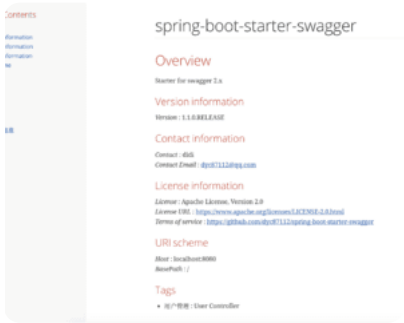 Contents
spring-boot-starter-swagger
Overview
Starter for swagger 2.x
Version information
Version : 1.1.0.RELEASE
Contact information
Contact : didi
Contact Email : dyc87112@qq.com
License information
License : Apache License, Version 2.0
License URL : https://www.apache.org/licenses/LICENSE-2.0.html
Terms of service : https://github.com/dyc87112/spring-boot-starter-swagger
URI scheme
Host : localhost:8080
BasePath : /
Tags
• 用户管理 : User Controller